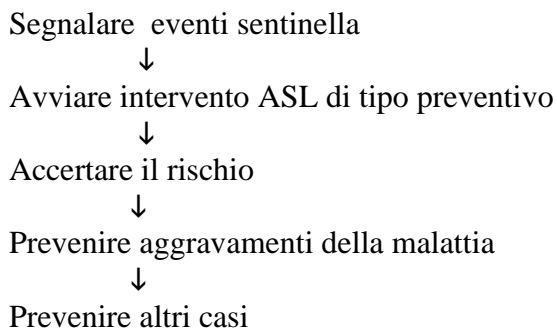 Segnalare eventi sentinella
↓
Avviare intervento ASL di tipo preventivo
↓
Accertare il rischio
↓
Prevenire aggravamenti della malattia
↓
Prevenire altri casi